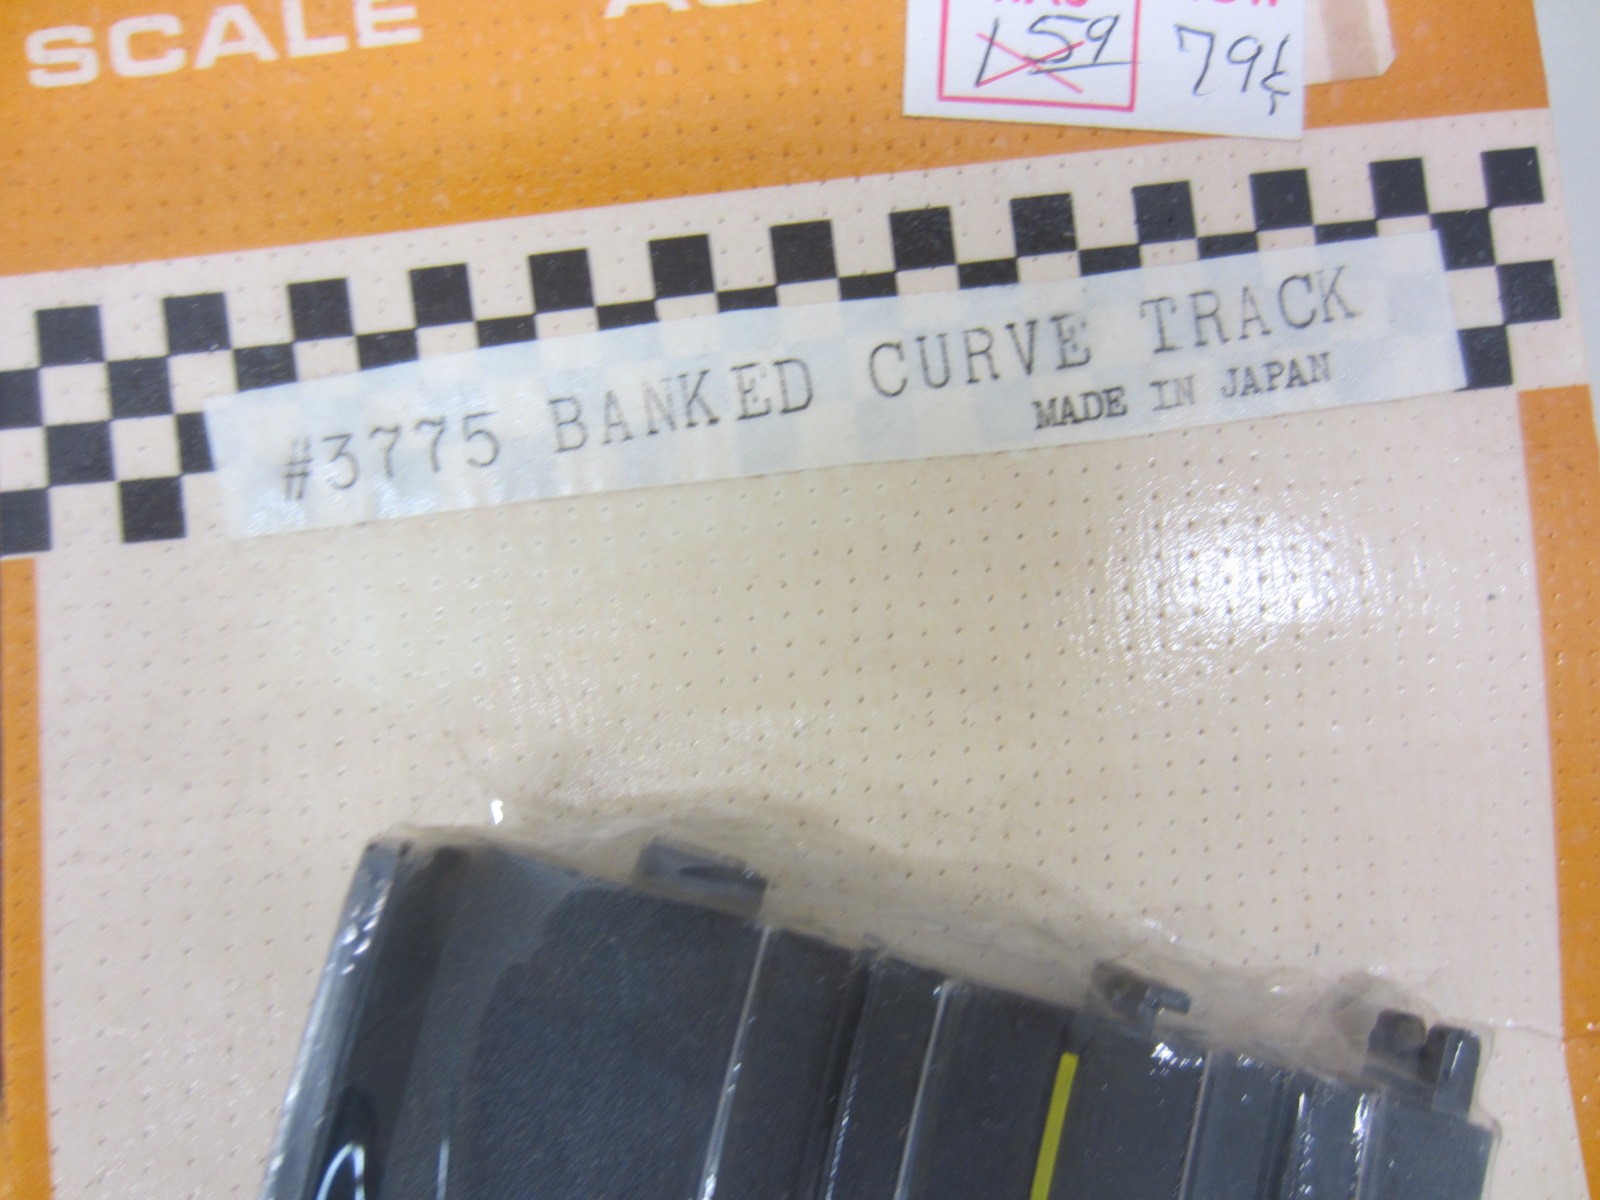 SCALE
1 59 79¢
#3775 BANKED CURVE TRACK
MADE IN JAPAN